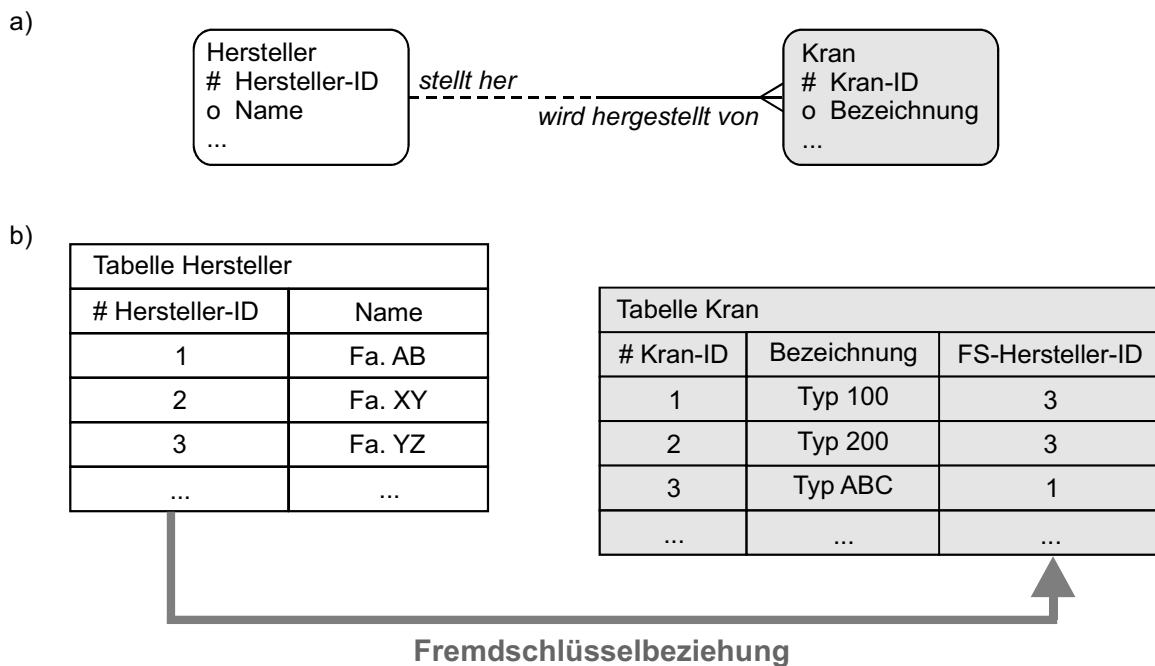 a)
Hersteller
# Hersteller-ID
o Name
...
stellt her
wird hergestellt von
Kran
# Kran-ID
o Bezeichnung
...
b)
Tabelle Hersteller
# Hersteller-ID Name
1 Fa. AB
2 Fa. XY
3 Fa. YZ
... ...
Tabelle Kran
# Kran-ID Bezeichnung FS-Hersteller-ID
1 Typ 100 3
2 Typ 200 3
3 Typ ABC 1
... ... ...
Fremdschlüsselbeziehung